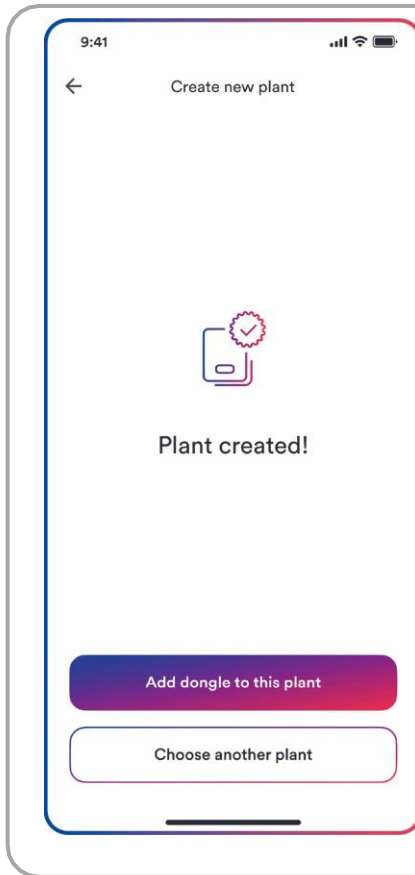 9:41
Create new plant
Plant created!
Add dongle to this plant
Choose another plant